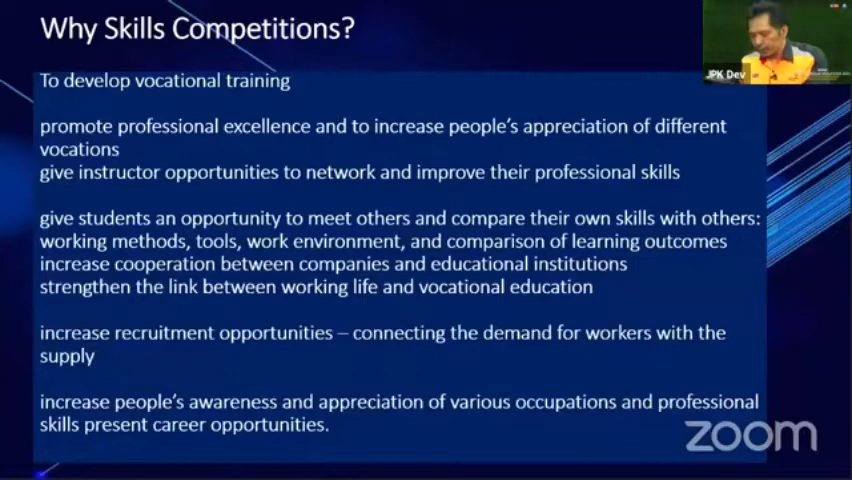 Why Skills Competitions?
JPK Dev
To develop vocational training
promote professional excellence and to increase people's appreciation of different
vocations
give instructor opportunities to network and improve their professional skills
give students an opportunity to meet others and compare their own skills with others:
working methods, tools, work environment, and comparison of learning outcomes
increase cooperation between companies and educational institutions
strengthen the link between working life and vocational education
increase recruitment opportunities – connecting the demand for workers with the
supply
increase people's awareness and appreciation of various occupations and professional
skills present career opportunities.
zoom